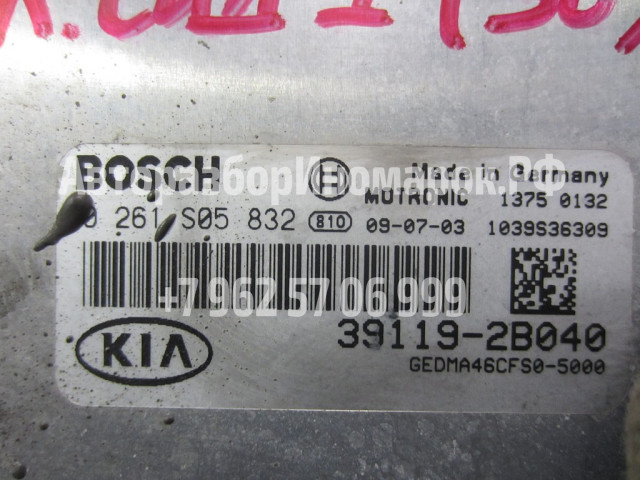 BOSCH
Made in Germany
MOTRONIC 1375 0132
0 261 S05 832 810 09-07-03 1039S36309
АвторазборИномарок.РФ
+7 962 57 06 999
KIA
39119-2B040
GEDMA46CFS0-5000